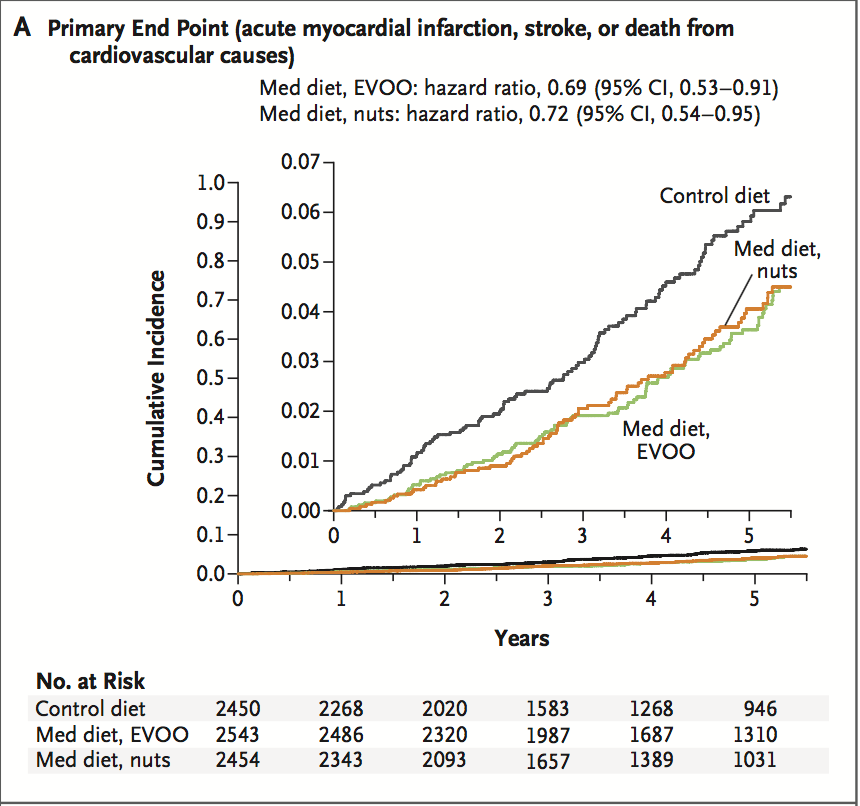 A Primary End Point (acute myocardial infarction, stroke, or death from
cardiovascular causes)
Med diet, EVOO: hazard ratio, 0.69 (95% CI, 0.53–0.91)
Med diet, nuts: hazard ratio, 0.72 (95% CI, 0.54–0.95)
Cumulative Incidence
1.0
0.9
0.8
0.7
0.6
0.5
0.4
0.3
0.2
0.1
0.0
0.07
0.06
0.05
0.04
0.03
0.02
0.01
0.00
Control diet
Med diet,
nuts
Med diet,
EVOO
0 1 2 3 4 5
0 1 2 3 4 5
Years
No. at Risk
Control diet 2450 2268 2020 1583 1268 946
Med diet, EVOO 2543 2486 2320 1987 1687 1310
Med diet, nuts 2454 2343 2093 1657 1389 1031